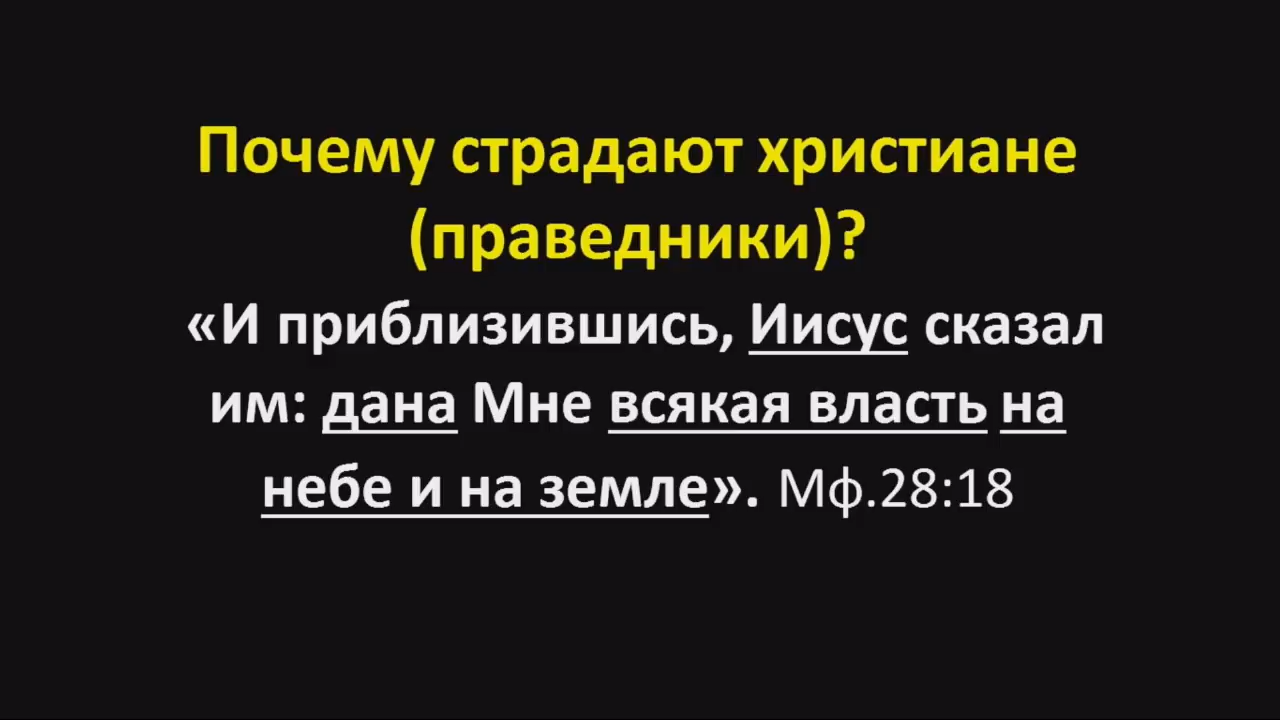 Почему страдают христиане
(праведники)?
«И приблизившись, Иисус сказал
им: дана Мне всякая власть на
небе и на земле». Мф.28:18